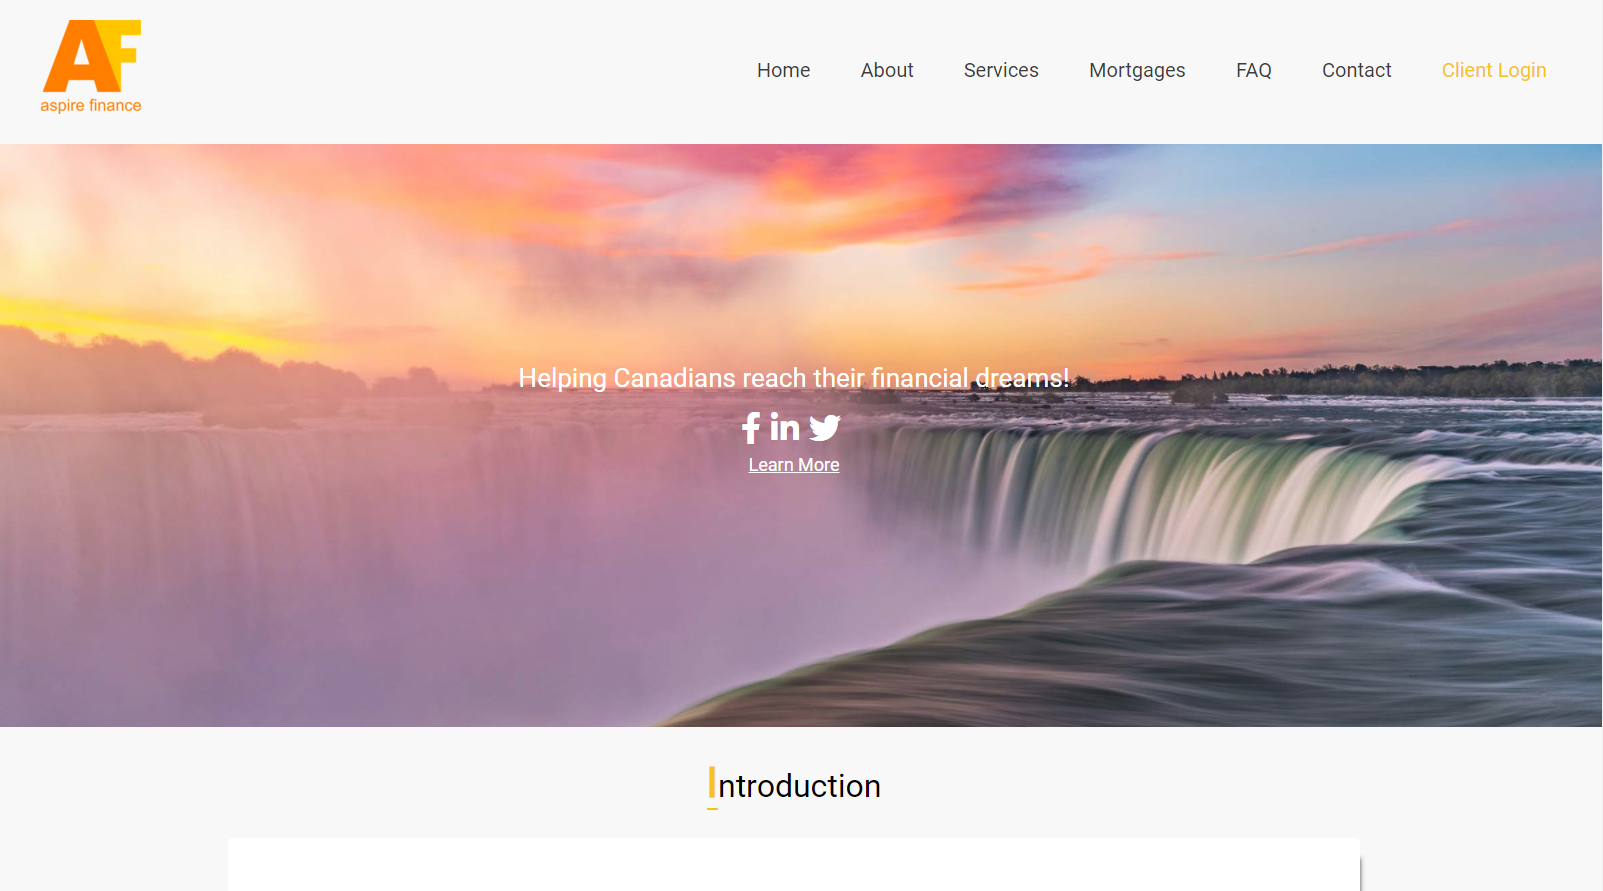 AF
aspire finance
Home About Services Mortgages FAQ Contact Client Login
Helping Canadians reach their financial dreams!
Learn More
Introduction